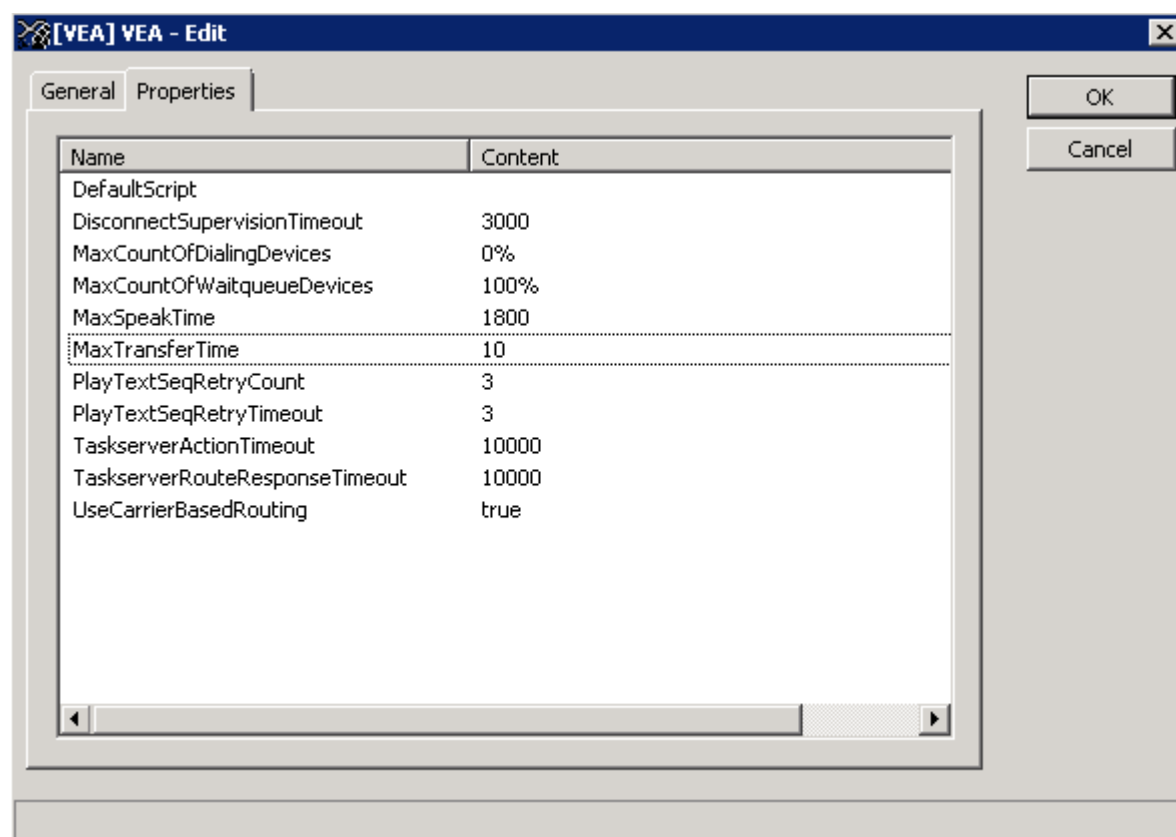 [VEA] VEA - Edit
General Properties
OK
Cancel
Name Content
DefaultScript
DisconnectSupervisionTimeout 3000
MaxCountOfDialingDevices 0%
MaxCountOfWaitqueueDevices 100%
MaxSpeakTime 1800
MaxTransferTime 10
PlayTextSeqRetryCount 3
PlayTextSeqRetryTimeout 3
TaskserverActionTimeout 10000
TaskserverRouteResponseTimeout 10000
UseCarrierBasedRouting true